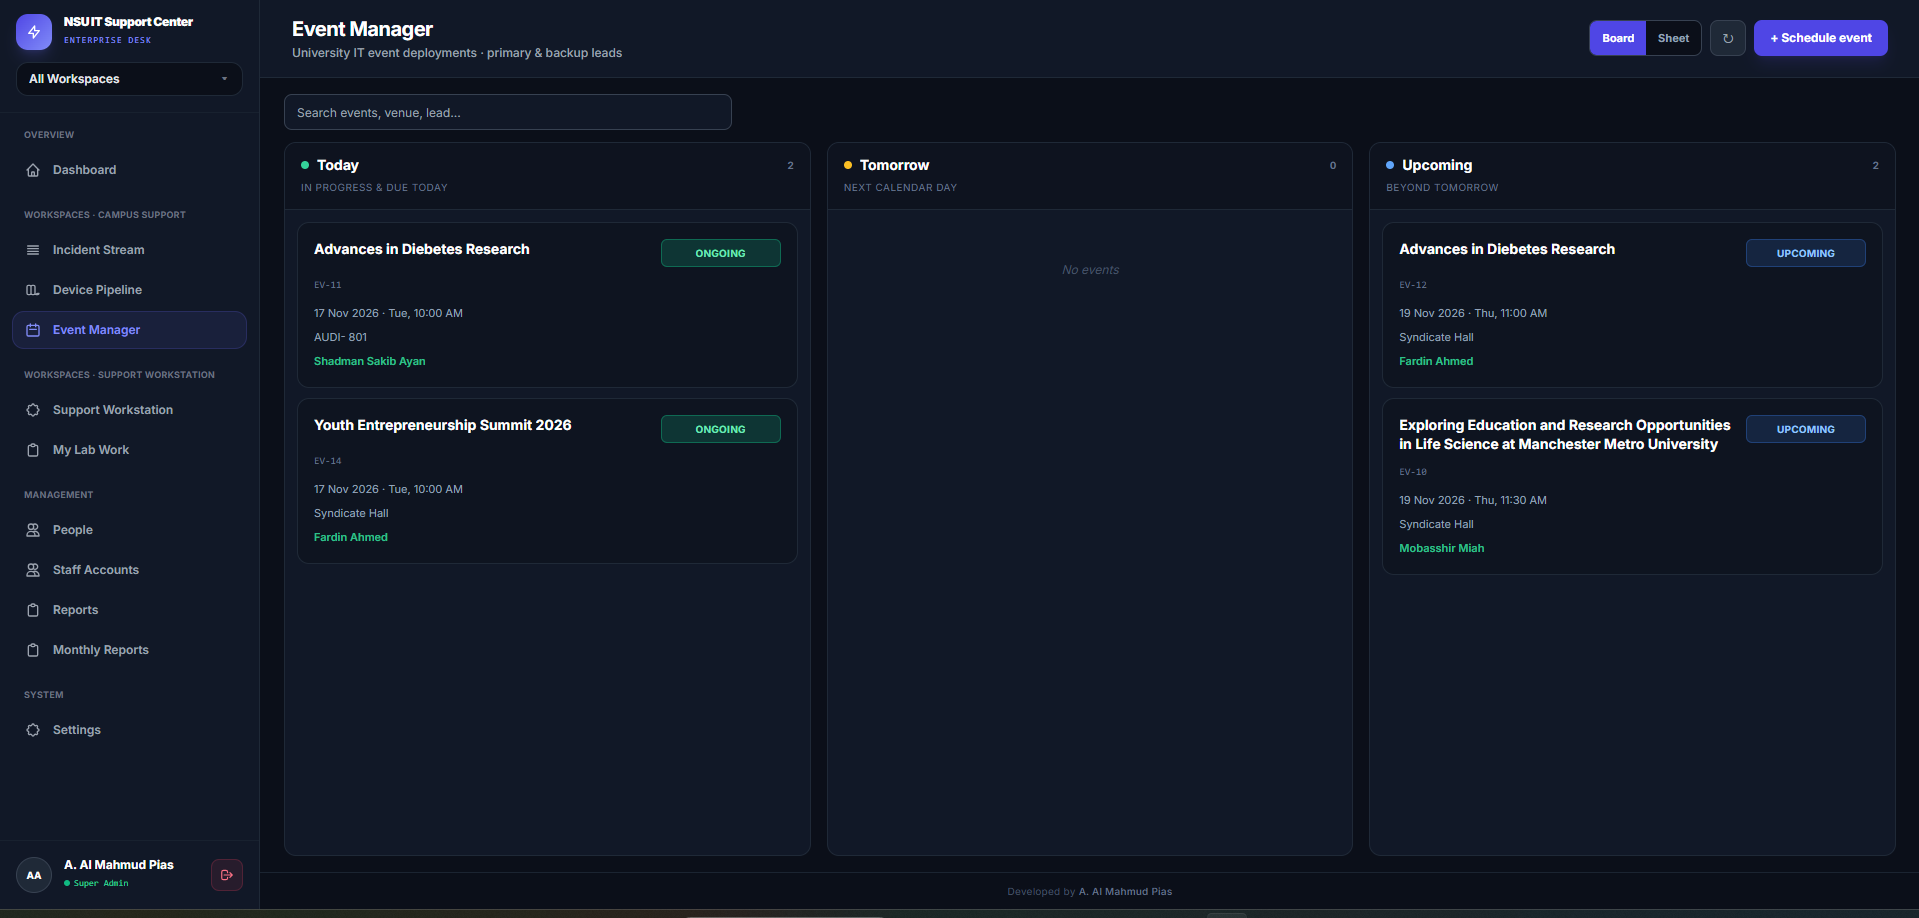 NSU IT Support Center
ENTERPRISE DESK
All Workspaces
OVERVIEW
Dashboard
WORKSPACES · CAMPUS SUPPORT
Incident Stream
Device Pipeline
Event Manager
WORKSPACES · SUPPORT WORKSTATION
Support Workstation
My Lab Work
MANAGEMENT
People
Staff Accounts
Reports
Monthly Reports
SYSTEM
Settings
AA
A. Al Mahmud Pias
Super Admin
Event Manager
University IT event deployments · primary & backup leads
Board
Sheet
+ Schedule event
Search events, venue, lead...
Today
2
IN PROGRESS & DUE TODAY
Advances in Diebetes Research
ONGOING
EV-11
17 Nov 2026 · Tue, 10:00 AM
AUDI- 801
Shadman Sakib Ayan
Youth Entrepreneurship Summit 2026
ONGOING
EV-14
17 Nov 2026 · Tue, 10:00 AM
Syndicate Hall
Fardin Ahmed
Tomorrow
0
NEXT CALENDAR DAY
No events
Upcoming
2
BEYOND TOMORROW
Advances in Diebetes Research
UPCOMING
EV-12
19 Nov 2026 · Thu, 11:00 AM
Syndicate Hall
Fardin Ahmed
Exploring Education and Research Opportunities
in Life Science at Manchester Metro University
UPCOMING
EV-10
19 Nov 2026 · Thu, 11:30 AM
Syndicate Hall
Mobasshir Miah
Developed by A. Al Mahmud Pias